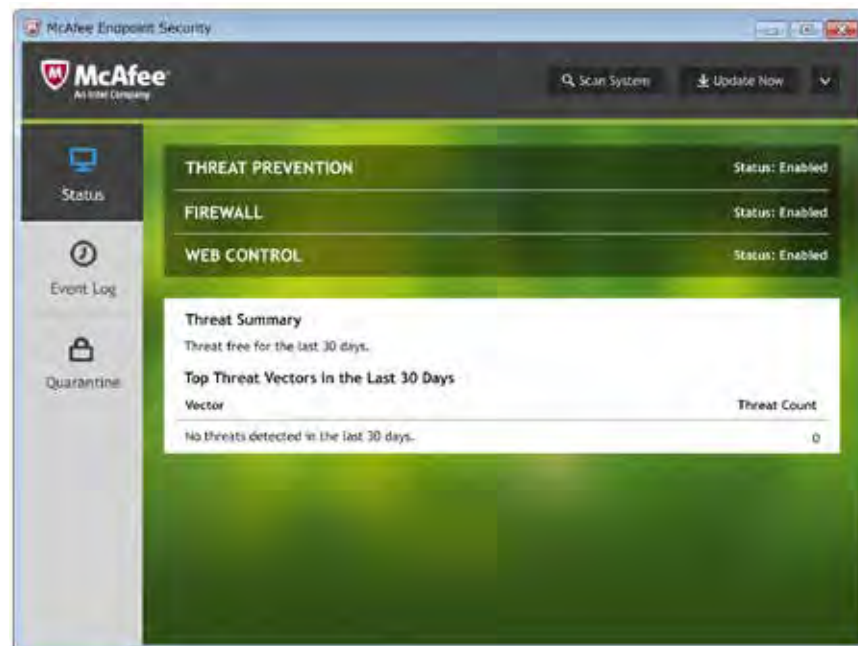 McAfee Endpoint Security
McAfee
An Intel Company
Scan System
Update Now
Status
Event Log
Quarantine
THREAT PREVENTION Status: Enabled
FIREWALL Status: Enabled
WEB CONTROL Status: Enabled
Threat Summary
Threat free for the last 30 days.
Top Threat Vectors in the Last 30 Days
Vector Threat Count
No threats detected in the last 30 days. 0